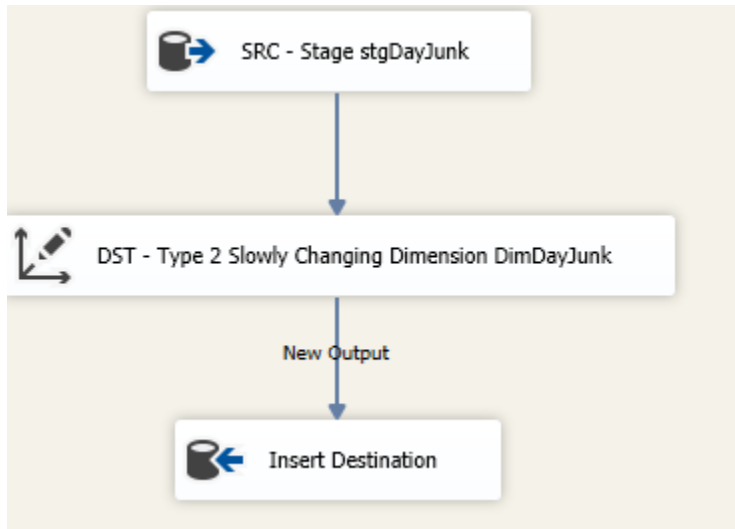 SRC - Stage stgDayJunk
DST - Type 2 Slowly Changing Dimension DimDayJunk
New Output
Insert Destination